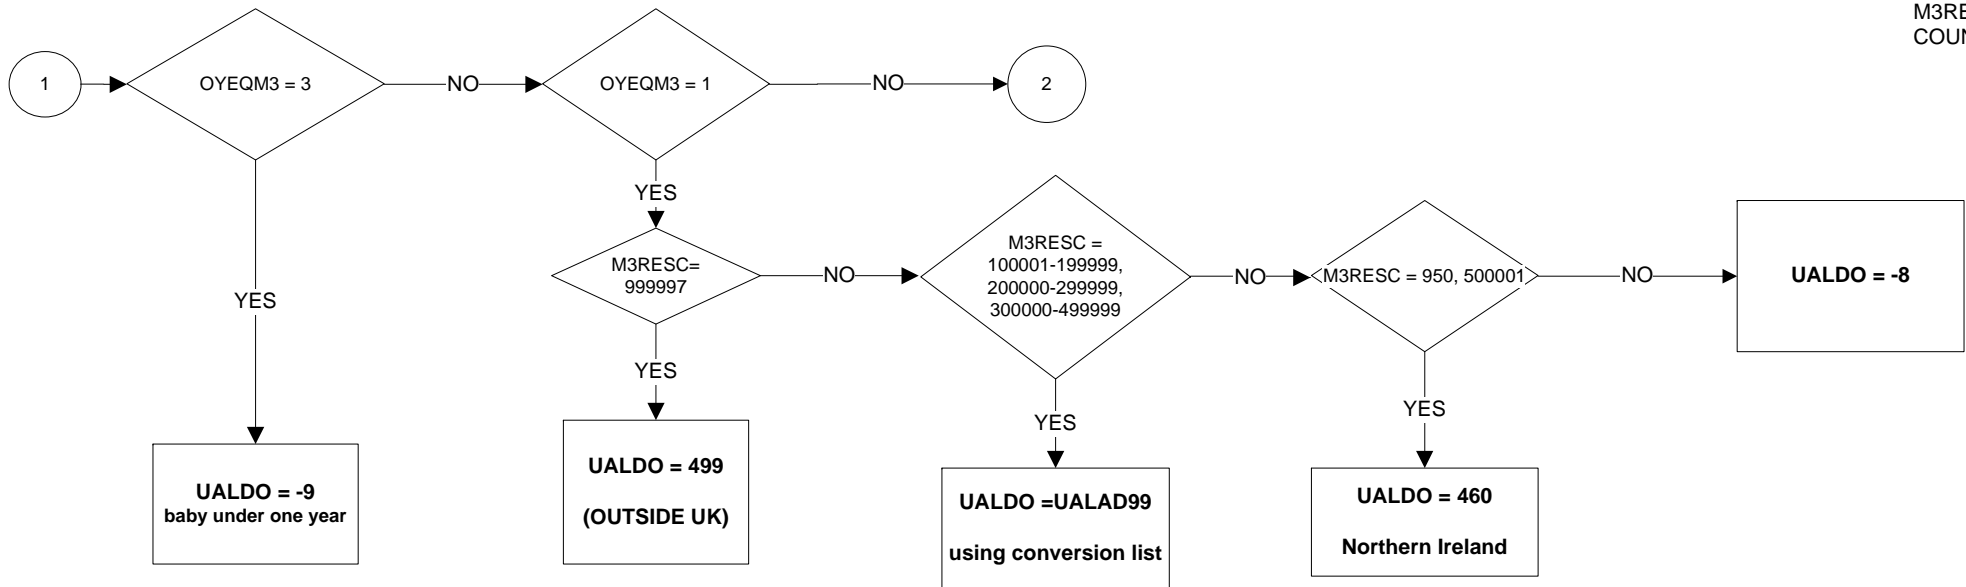 M3RE
COUN
1
OYEQM3 = 3
NO
OYEQM3 = 1
NO
2
YES
YES
M3RESC=
999997
NO
M3RESC =
100001-199999,
200000-299999,
300000-499999
NO
M3RESC = 950, 500001
NO
UALDO = -8
YES
YES
YES
UALDO = -9
baby under one year
UALDO = 499
(OUTSIDE UK)
UALDO =UALAD99
using conversion list
UALDO = 460
Northern Ireland